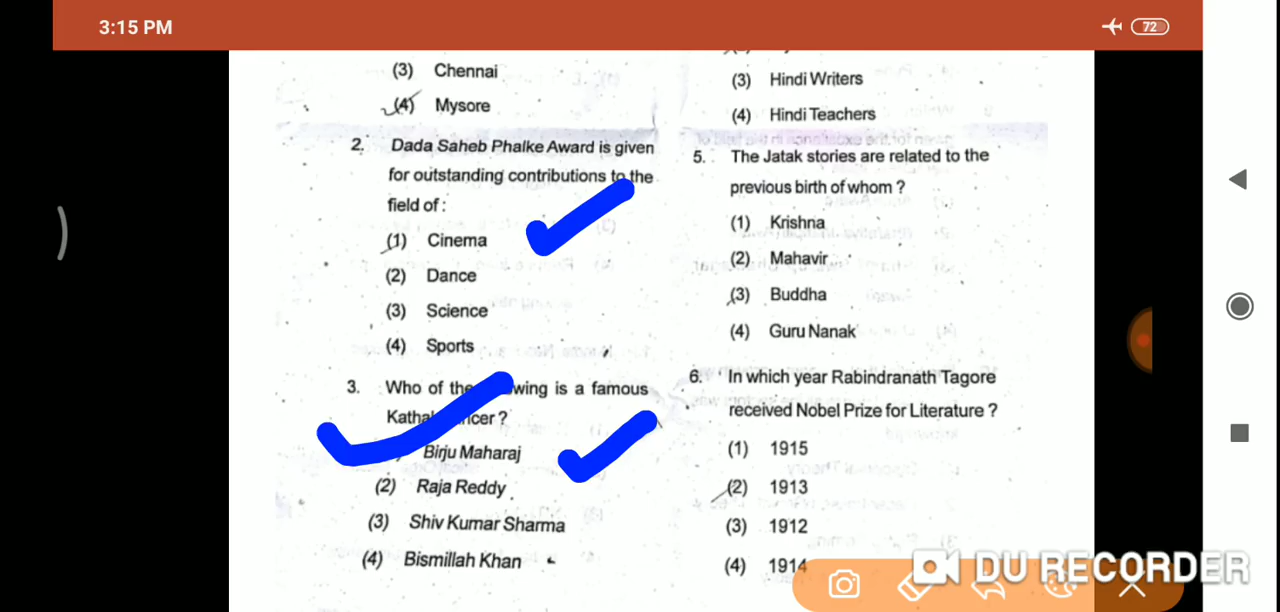 3:15 PM
72
(3) Chennai
(4) Mysore
2. Dada Saheb Phalke Award is given
for outstanding contributions to the
field of :
(1) Cinema
(2) Dance
(3) Science
(4) Sports
3. Who of the wing is a famous
ncer ?
Birju Maharaj
(2) Raja Reddy
(3) Shiv Kumar Sharma
(4) Bismillah Khan
(3) Hindi Writers
(4) Hindi Teachers
5. The Jatak stories are related to the
previous birth of whom ?
(1) Krishna
(2) Mahavir
(3) Buddha
(4) Guru Nanak
6. In which year Rabindranath Tagore
received Nobel Prize for Literature ?
(1) 1915
(2) 1913
(3) 1912
(4) 1914
DU RECORDER